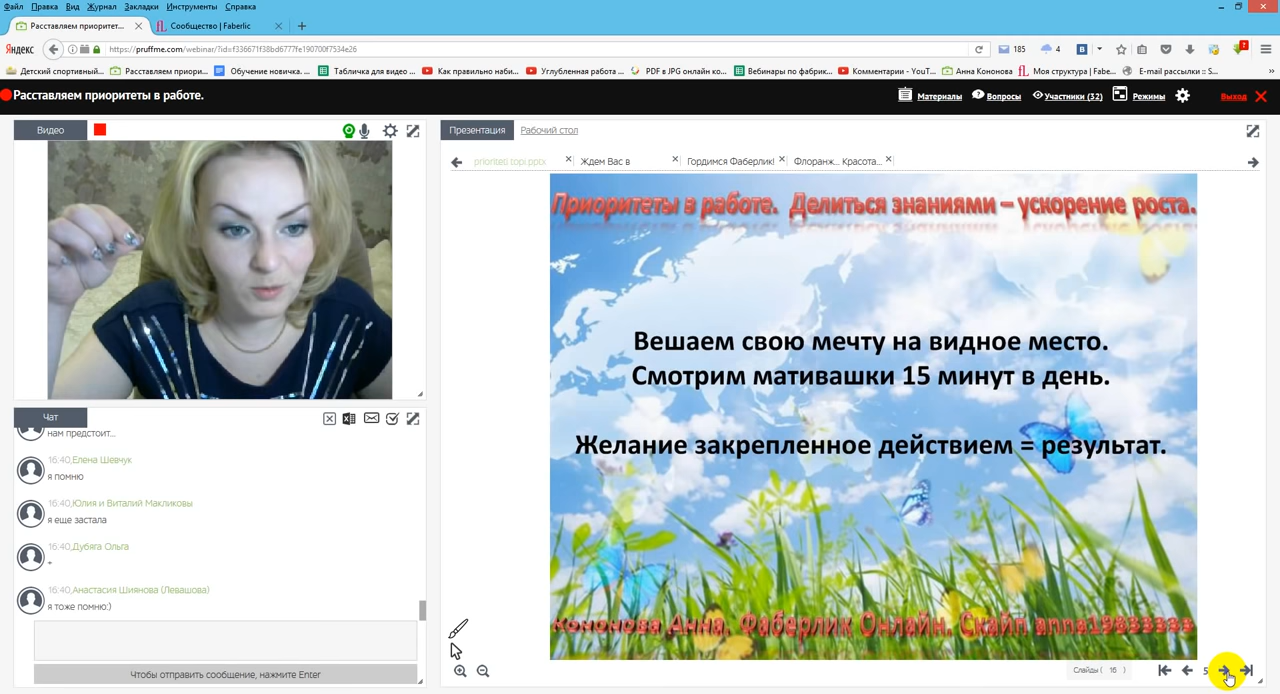 Файл Правка Вид Журнал Закладки Инструменты Справка
Расставляем приоритет... Сообщество | Faberlic
Яндекс https://pruffme.com/webinar/?id=f336671f38bd6777fe190700f7534e26 185 4 7
Детский спортивный... Расставляем приори... Обучение новичка. ... Табличка для видео ... Как правильно наби... Углубленная работа ... PDF в JPG онлайн ко... Вебинары по фабрик... Комментарии - YouT... Анна Кононова Моя структура | Fabe... E-mail рассылки :: S...
Расставляем приоритеты в работе. Материалы Вопросы Участники (32) Режимы Выход
Видео
Презентация Рабочий стол
priorited topi.pptx Ждем Вас в Гордимся Фаберлик! Флоранж... Красота...
Приоритеты в работе. Делиться знаниями – ускорение роста.
Вешаем свою мечту на видное место.
Смотрим мативашки 15 минут в день.
Желание закрепленное действием = результат.
Кононова Анна. Фаберлик Онлайн. Скайп anna19833333
Слайды ( 16 ) 5
Чат
нам предстоит...
16:40,Елена Шевчук
я помню
16:40,Юлия и Виталий Макликовы
я еще застала
16:40,Дубяга Ольга
+
16:40,Анастасия Шиянова (Левашова)
я тоже помню:)
Чтобы отправить сообщение, нажмите Enter